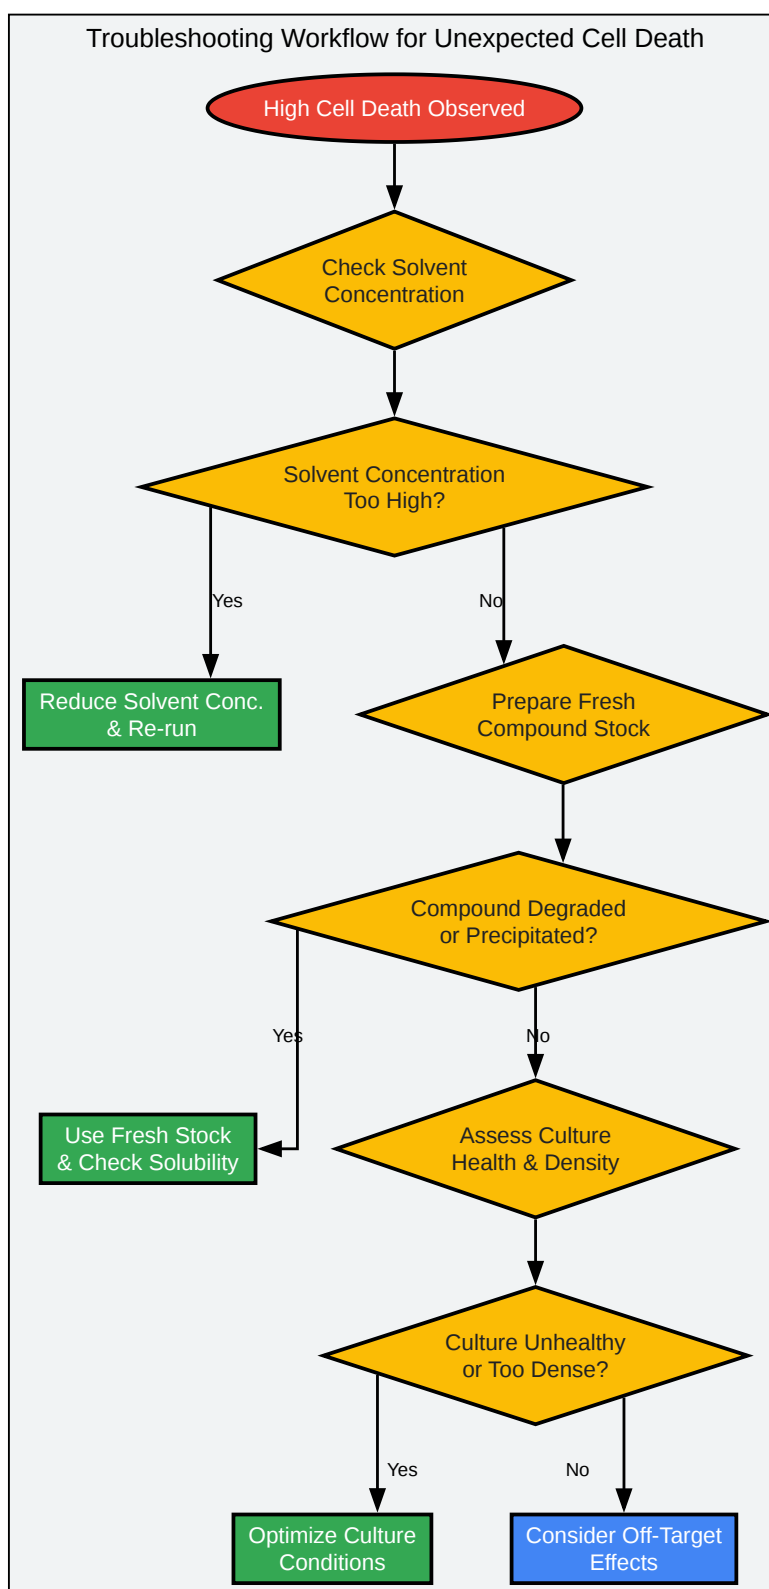 Troubleshooting Workflow for Unexpected Cell Death
High Cell Death Observed
Check Solvent
Concentration
Solvent Concentration
Too High?
Yes
No
Reduce Solvent Conc.
& Re-run
Prepare Fresh
Compound Stock
Compound Degraded
or Precipitated?
Yes
No
Use Fresh Stock
& Check Solubility
Assess Culture
Health & Density
Culture Unhealthy
or Too Dense?
Yes
No
Optimize Culture
Conditions
Consider Off-Target
Effects